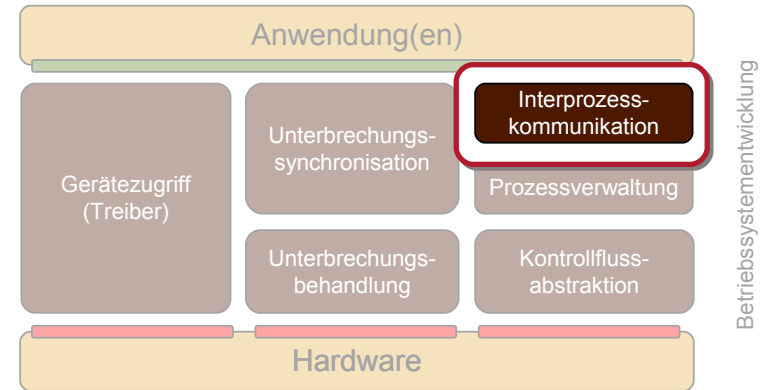 Anwendung(en)
Interprozess-
kommunikation
Unterbrechungs-
synchronisation
Gerätezugriff
(Treiber)
Prozessverwaltung
Unterbrechungs-
behandlung
Kontrollfluss-
abstraktion
Hardware
Betriebssystementwicklung